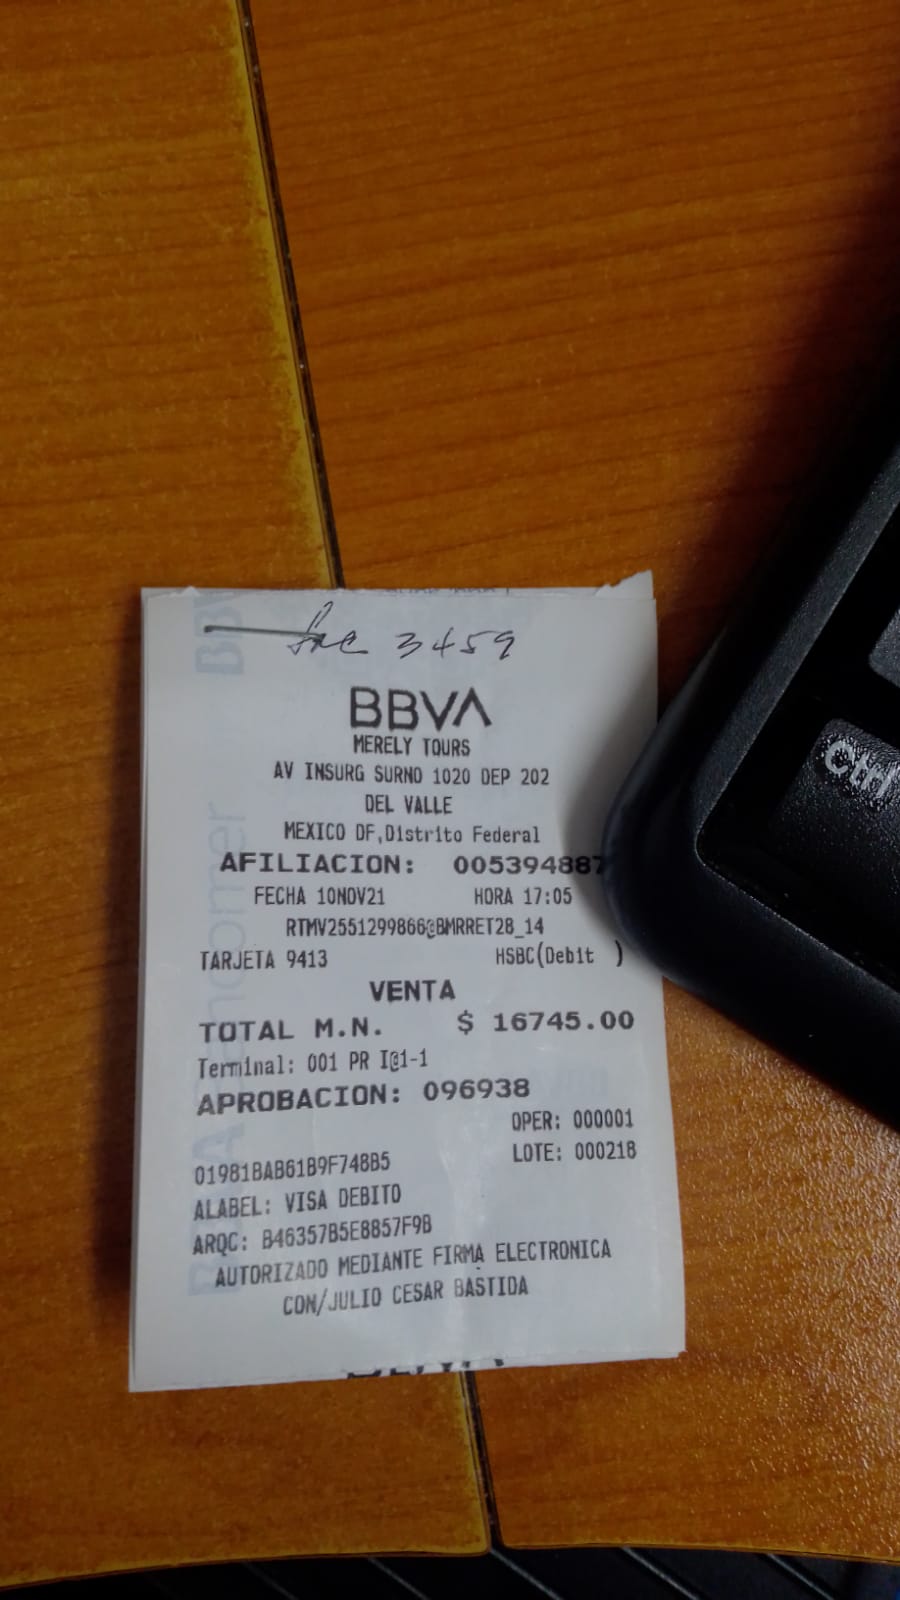 fac 3459
BBVA
MERELY TOURS
AV INSURG SURNO 1020 DEP 202
DEL VALLE
MEXICO DF,Distrito Federal
AFILIACION: 005394887
FECHA 10NOV21 HORA 17:05
RTMV2551299866@BMRRET28_14
TARJETA 9413 HSBC(Debit )
VENTA
TOTAL M.N. $ 16745.00
Terminal: 001 PR I@1-1
APROBACION: 096938
OPER: 000001
01981BAB61B9F748B5 LOTE: 000218
ALABEL: VISA DEBITO
ARQC: B46357B5E8857F9B
AUTORIZADO MEDIANTE FIRMA ELECTRONICA
CON/JULIO CESAR BASTIDA
Ctrl